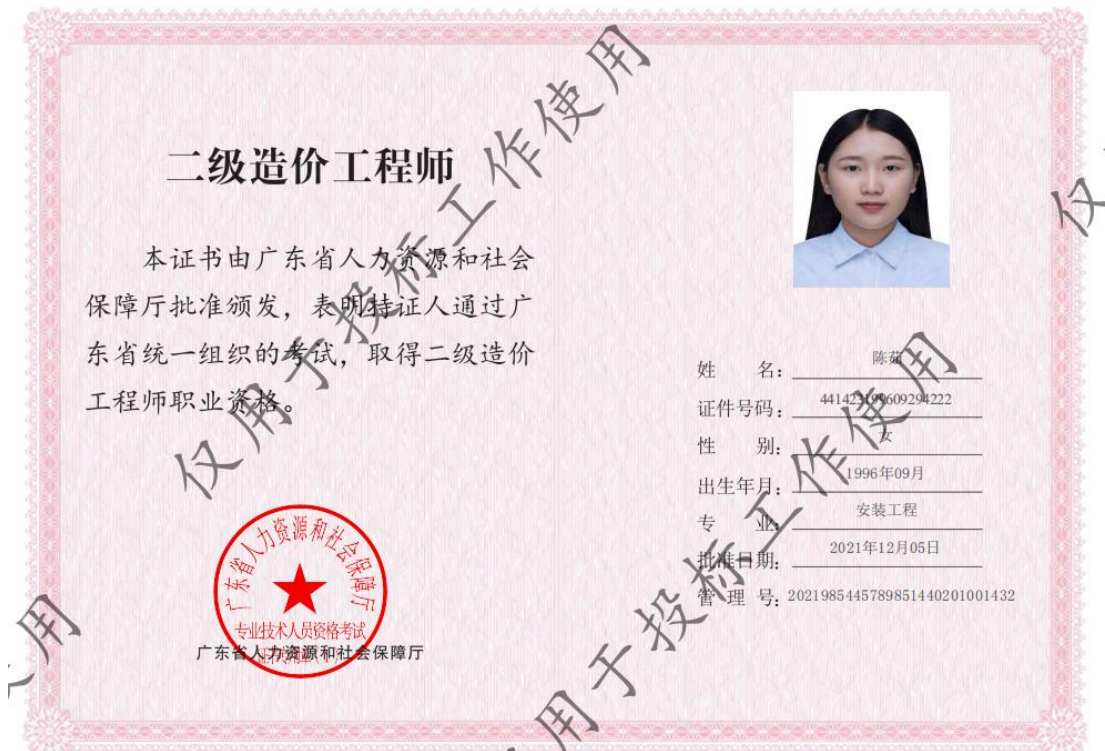 二级造价工程师
本证书由广东省人力资源和社会
保障厅批准颁发，表明持证人通过广
东省统一组织的考试，取得二级造价
工程师职业资格。
广东省人力资源和社会保障厅
专业技术人员资格考试
广东省人力资源和社会保障厅
姓 名：陈茹
证件号码：441423199609294222
性 别：女
出生年月：1996年09月
专 业：安装工程
批准日期：2021年12月05日
管 理 号：2021985445789851440201001432
仅用于投标工作使用
仅用于投标工作使用
仅
仅用